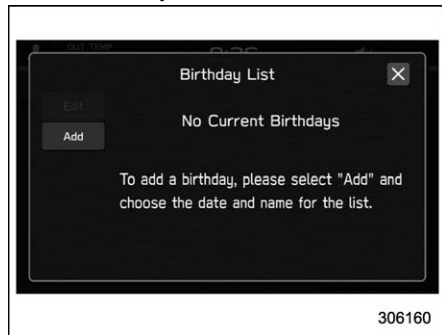 OUT TEMP
Birthday List
X
Edit
Add
No Current Birthdays
To add a birthday, please select "Add" and
choose the date and name for the list.
306160